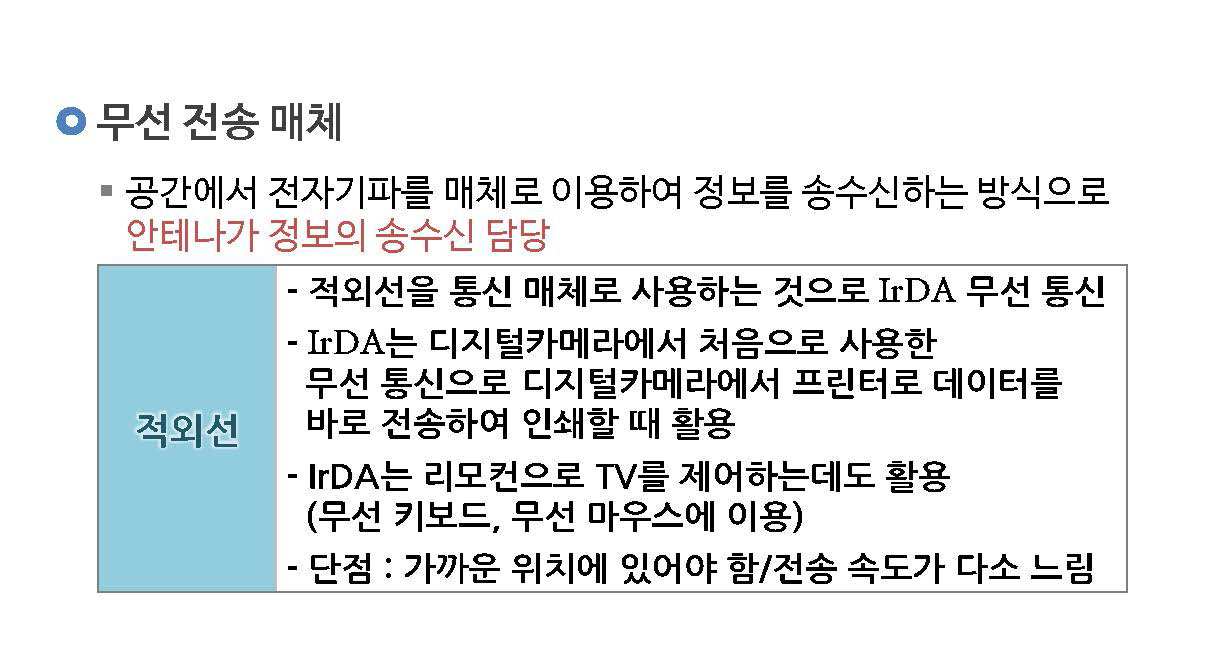 무선 전송 매체
공간에서 전자기파를 매체로 이용하여 정보를 송수신하는 방식으로
안테나가 정보의 송수신 담당
적외선
- 적외선을 통신 매체로 사용하는 것으로 IrDA 무선 통신
- IrDA는 디지털카메라에서 처음으로 사용한
무선 통신으로 디지털카메라에서 프린터로 데이터를
바로 전송하여 인쇄할 때 활용
- IrDA는 리모컨으로 TV를 제어하는데도 활용
(무선 키보드, 무선 마우스에 이용)
- 단점 : 가까운 위치에 있어야 함/전송 속도가 다소 느림